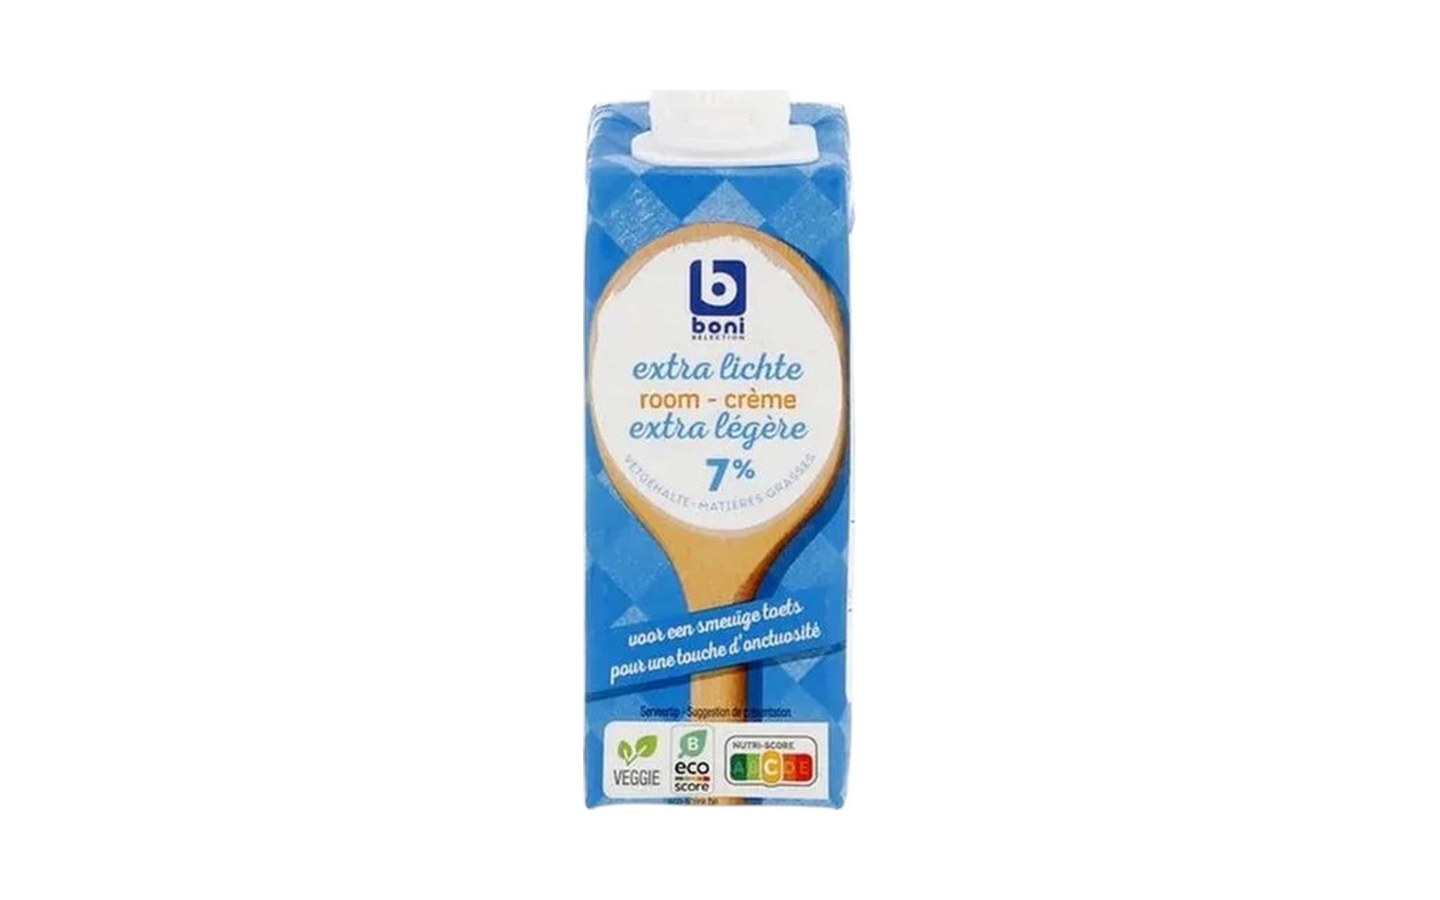 b
boni
SELECTION
extra lichte
room - crème
extra légère
7%
VETGEHALTE - MATIÈRES GRASSES
voor een smeuïge toets
pour une touche d'onctuosité
Serveertip - Suggestion de présentation
VEGGIE
B
eco
score
NUTRI-SCORE
A B C D E